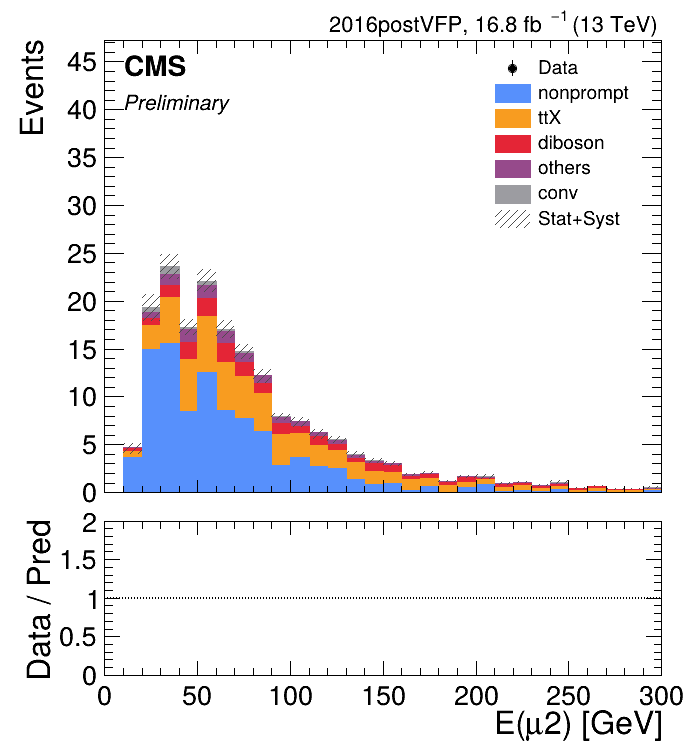 2016postVFP, 16.8 fb ⁻¹ (13 TeV)
CMS
Preliminary
Events
45
40
35
30
25
20
15
10
5
0
Data
nonprompt
ttX
diboson
others
conv
Stat+Syst
Data / Pred
2
1.5
1
0.5
0
0 50 100 150 200 250 300
E(μ2) [GeV]